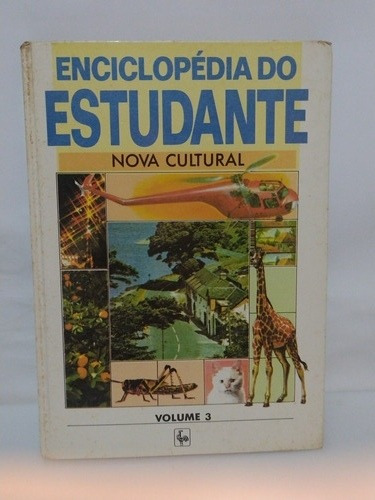 ENCICLOPÉDIA DO
ESTUDANTE
NOVA CULTURAL
VOLUME 3